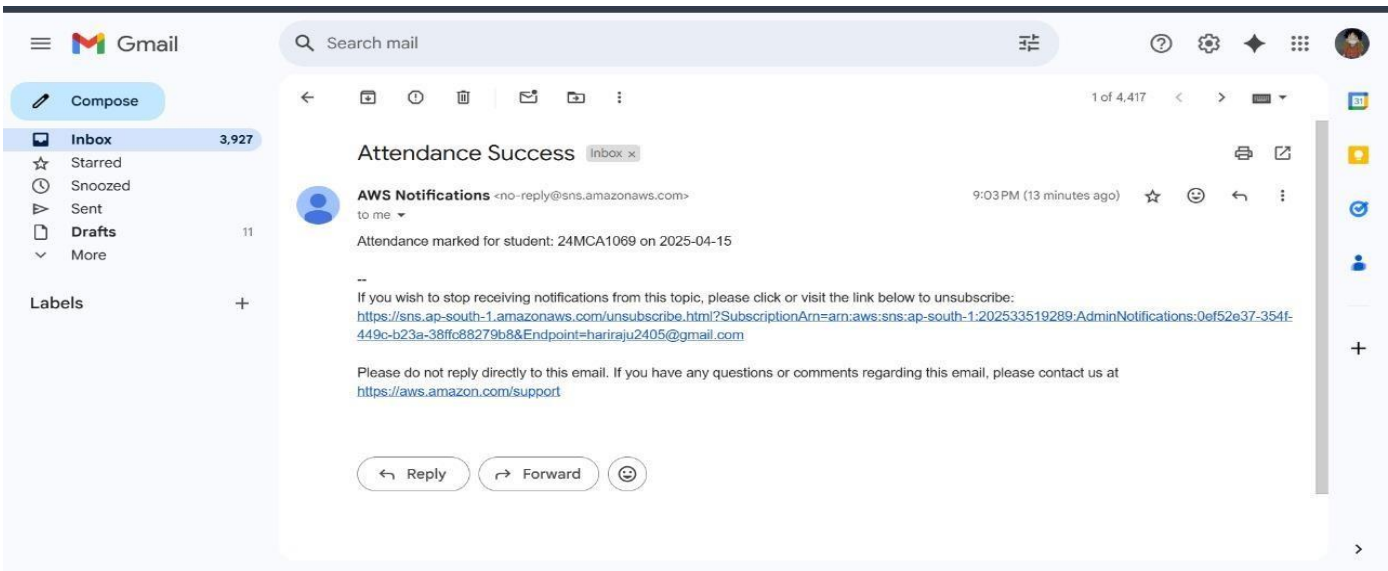 Gmail
Search mail
Compose
1 of 4,417
Inbox 3,927
Starred
Snoozed
Sent
Drafts 11
More
Labels
Attendance Success Inbox x
AWS Notifications <no-reply@sns.amazonaws.com> 9:03 PM (13 minutes ago)
to me
Attendance marked for student: 24MCA1069 on 2025-04-15
--
If you wish to stop receiving notifications from this topic, please click or visit the link below to unsubscribe:
https://sns.ap-south-1.amazonaws.com/unsubscribe.html?SubscriptionArn=arn:aws:sns:ap-south-1:202533519289:AdminNotifications:0ef52e37-354f-
449c-b23a-38ffc88279b8&Endpoint=hariraju2405@gmail.com
Please do not reply directly to this email. If you have any questions or comments regarding this email, please contact us at
https://aws.amazon.com/support
Reply Forward
31